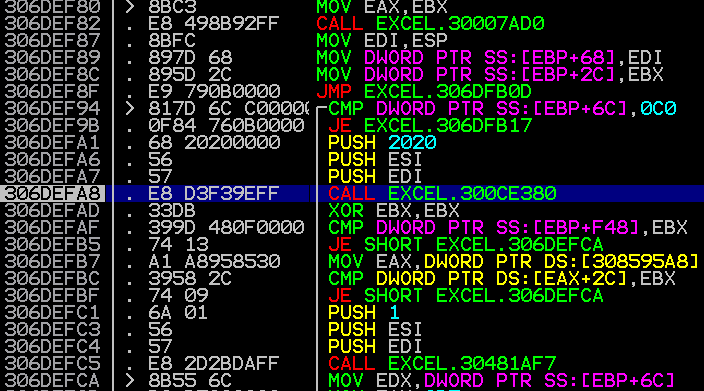 306DEF80 > 8BC3 MOV EAX,EBX
306DEF82 . E8 498B92FF CALL EXCEL.30007AD0
306DEF87 . 8BFC MOV EDI,ESP
306DEF89 . 897D 68 MOV DWORD PTR SS:[EBP+68],EDI
306DEF8C . 895D 2C MOV DWORD PTR SS:[EBP+2C],EBX
306DEF8F . E9 790B0000 JMP EXCEL.306DFB0D
306DEF94 > 817D 6C C00000 CMP DWORD PTR SS:[EBP+6C],0C0
306DEF9B . 0F84 760B0000 JE EXCEL.306DFB17
306DEFA1 . 68 20200000 PUSH 2020
306DEFA6 . 56 PUSH ESI
306DEFA7 . 57 PUSH EDI
306DEFA8 . E8 D3F39EFF CALL EXCEL.300CE380
306DEFAD . 33DB XOR EBX,EBX
306DEFAF . 399D 480F0000 CMP DWORD PTR SS:[EBP+F48],EBX
306DEFB5 . 74 13 JE SHORT EXCEL.306DEFCA
306DEFB7 . A1 A8958530 MOV EAX,DWORD PTR DS:[308595A8]
306DEFBC . 3958 2C CMP DWORD PTR DS:[EAX+2C],EBX
306DEFBF . 74 09 JE SHORT EXCEL.306DEFCA
306DEFC1 . 6A 01 PUSH 1
306DEFC3 . 56 PUSH ESI
306DEFC4 . 57 PUSH EDI
306DEFC5 . E8 2D2BDAFF CALL EXCEL.30481AF7
306DEFCA > 8B55 6C MOV EDX,DWORD PTR SS:[EBP+6C]